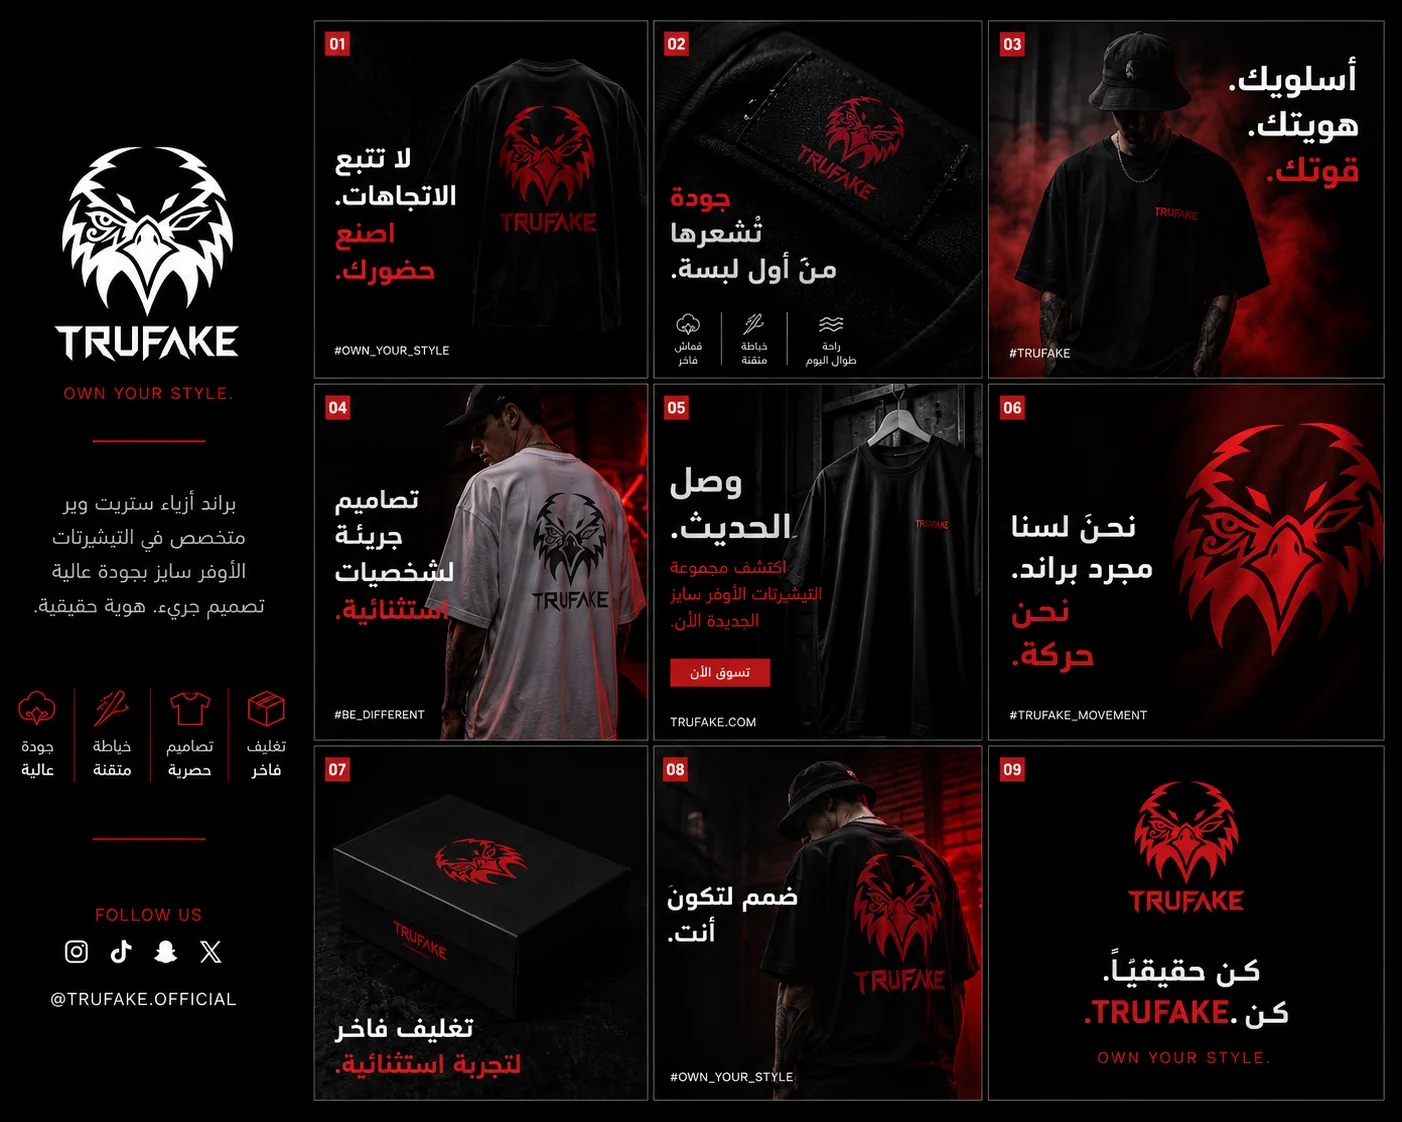 TRUFAKE
OWN YOUR STYLE.
براند أزياء ستريت وير
متخصص في التيشيرتات
الأوفر سايز بجودة عالية
تصميم جريء. هوية حقيقية.
جودة
عالية
خياطة
متقنة
تصاميم
حصرية
تغليف
فاخر
FOLLOW US
@TRUFAKE.OFFICIAL
01
لا تتبع
الاتجاهات.
اصنع
حضورك.
TRUFAKE
#OWN_YOUR_STYLE
02
TRUFAKE
جودة
تُشعرها
منَ أول لبسة.
قماش
فاخر
خياطة
متقنة
راحة
طوال اليوم
03
أسلوبك.
هويتك.
قوتك.
TRUFAKE
#TRUFAKE
04
تصاميم
جريئة
لشخصيات
استثنائية.
TRUFAKE
#BE_DIFFERENT
05
وصل
الحديث.
اكتشف مجموعة
التيشيرتات الأوفر سايز
الجديدة الأن.
تسوق الأن
TRUFAKE
TRUFAKE.COM
06
نحنَ لسنا
مجرد براند.
نحن
حركة.
#TRUFAKE_MOVEMENT
07
TRUFAKE
تغليف فاخر
لتجربة استثنائية.
08
ضمم لتكونَ
أنت.
TRUFAKE
#OWN_YOUR_STYLE
09
TRUFAKE
كن حقيقيًاً.
كن .TRUFAKE.
OWN YOUR STYLE.